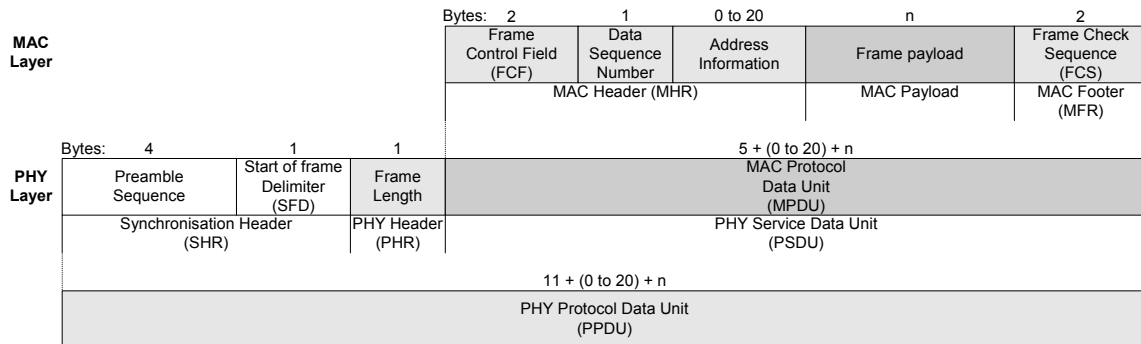 Bytes: 2 1 0 to 20 n 2
MAC Layer
Frame Control Field (FCF)
Data Sequence Number
Address Information
Frame payload
Frame Check Sequence (FCS)
MAC Header (MHR)
MAC Payload
MAC Footer (MFR)
Bytes: 4 1 1 5 + (0 to 20) + n
PHY Layer
Preamble Sequence
Start of frame Delimiter (SFD)
Frame Length
MAC Protocol Data Unit (MPDU)
Synchronisation Header (SHR)
PHY Header (PHR)
PHY Service Data Unit (PSDU)
11 + (0 to 20) + n
PHY Protocol Data Unit (PPDU)